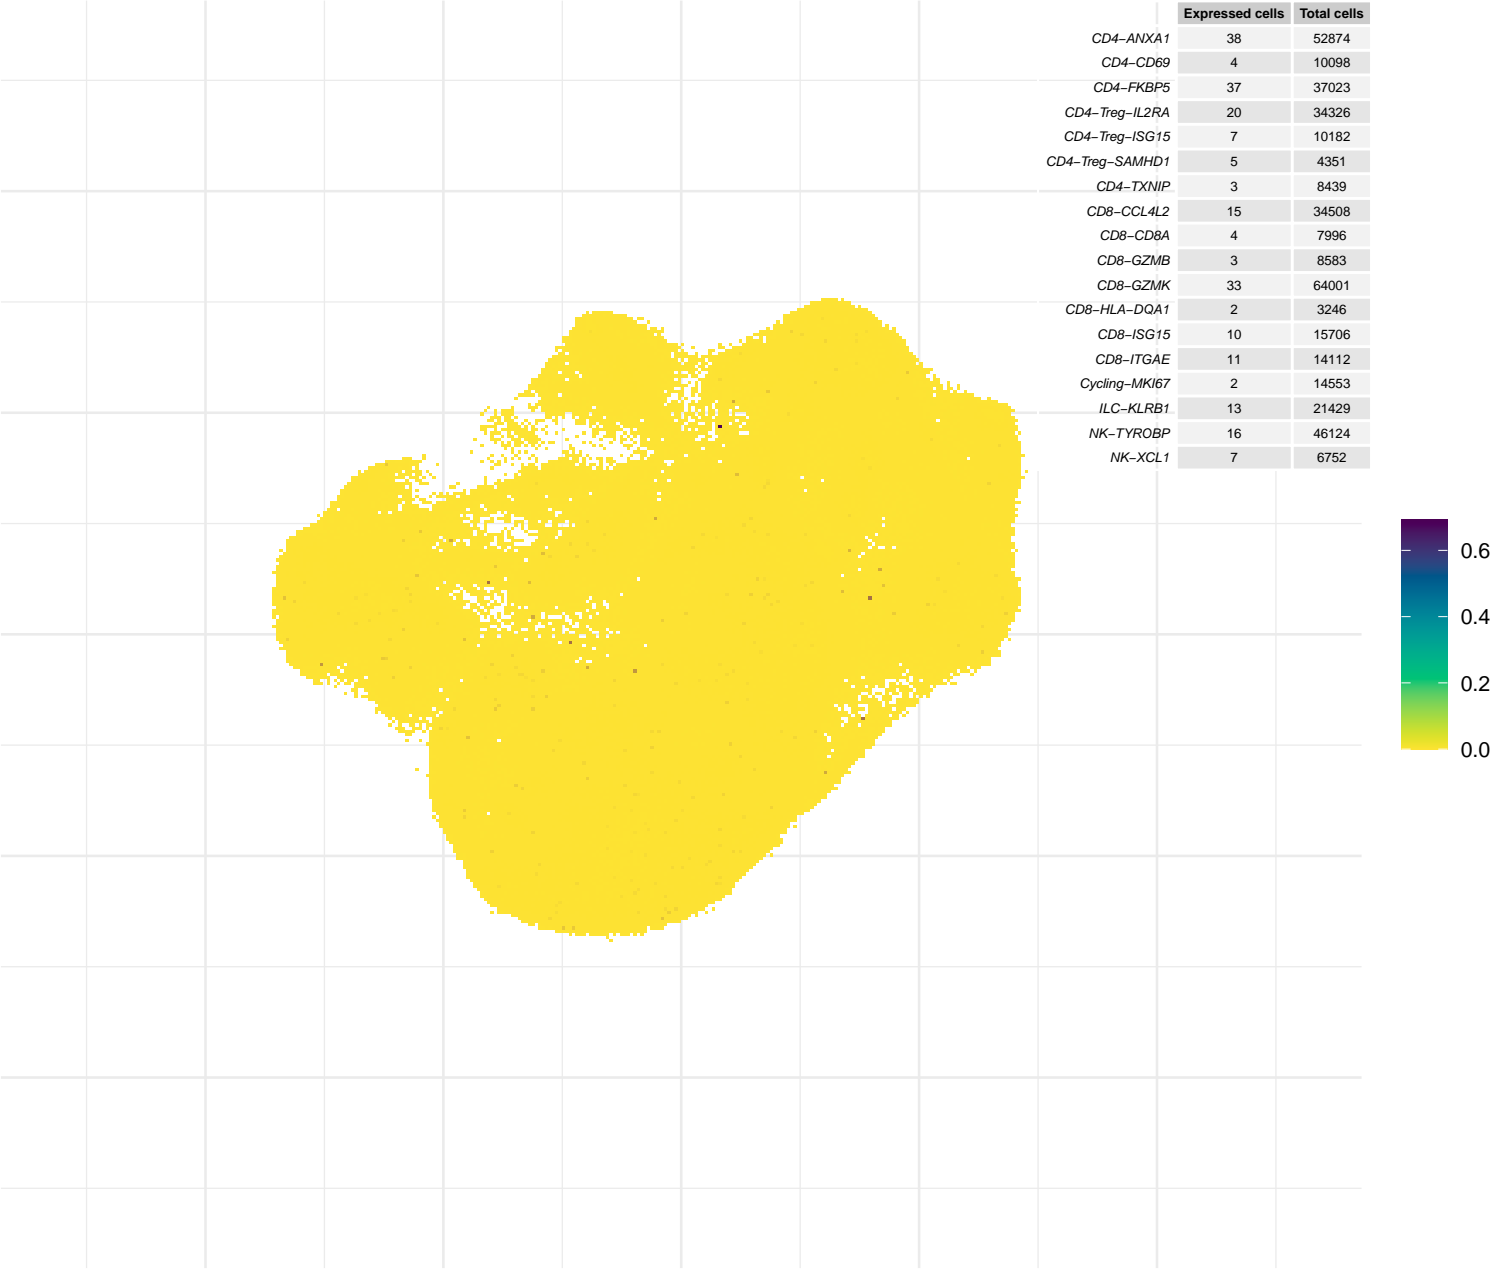 Expressed cells Total cells
CD4−ANXA1 38 52874
CD4−CD69 4 10098
CD4−FKBP5 37 37023
CD4−Treg−IL2RA 20 34326
CD4−Treg−ISG15 7 10182
CD4−Treg−SAMHD1 5 4351
CD4−TXNIP 3 8439
CD8−CCL4L2 15 34508
CD8−CD8A 4 7996
CD8−GZMB 3 8583
CD8−GZMK 33 64001
CD8−HLA−DQA1 2 3246
CD8−ISG15 10 15706
CD8−ITGAE 11 14112
Cycling−MKI67 2 14553
ILC−KLRB1 13 21429
NK−TYROBP 16 46124
NK−XCL1 7 6752
0.6
0.4
0.2
0.0